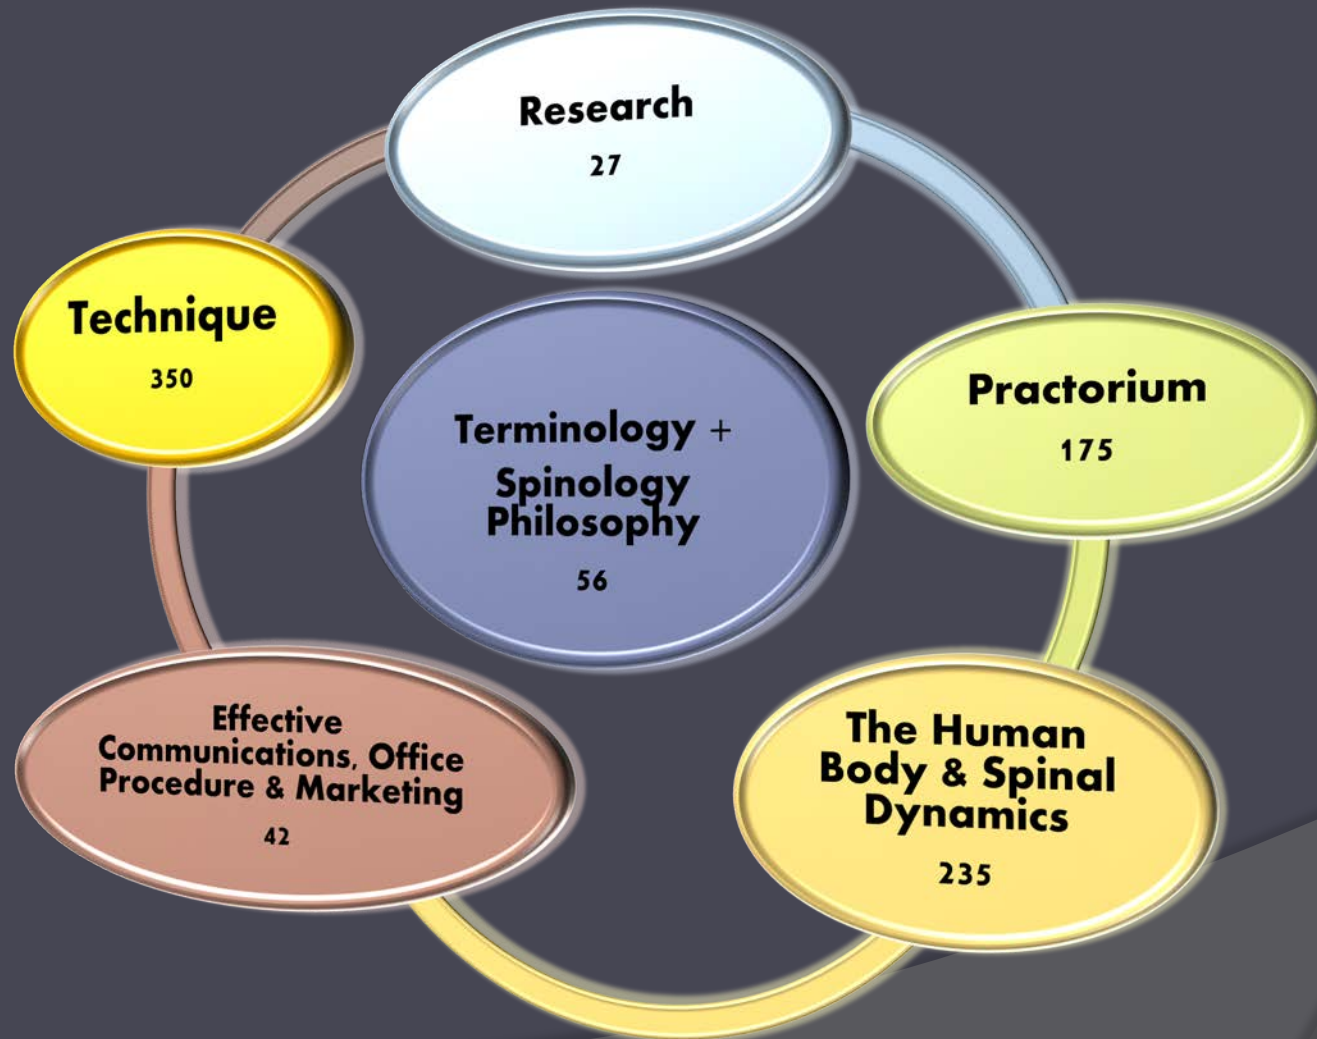 Research
27
Technique
350
Practorium
175
Terminology +
Spinology
Philosophy
56
Effective
Communications, Office
Procedure & Marketing
42
The Human
Body & Spinal
Dynamics
235